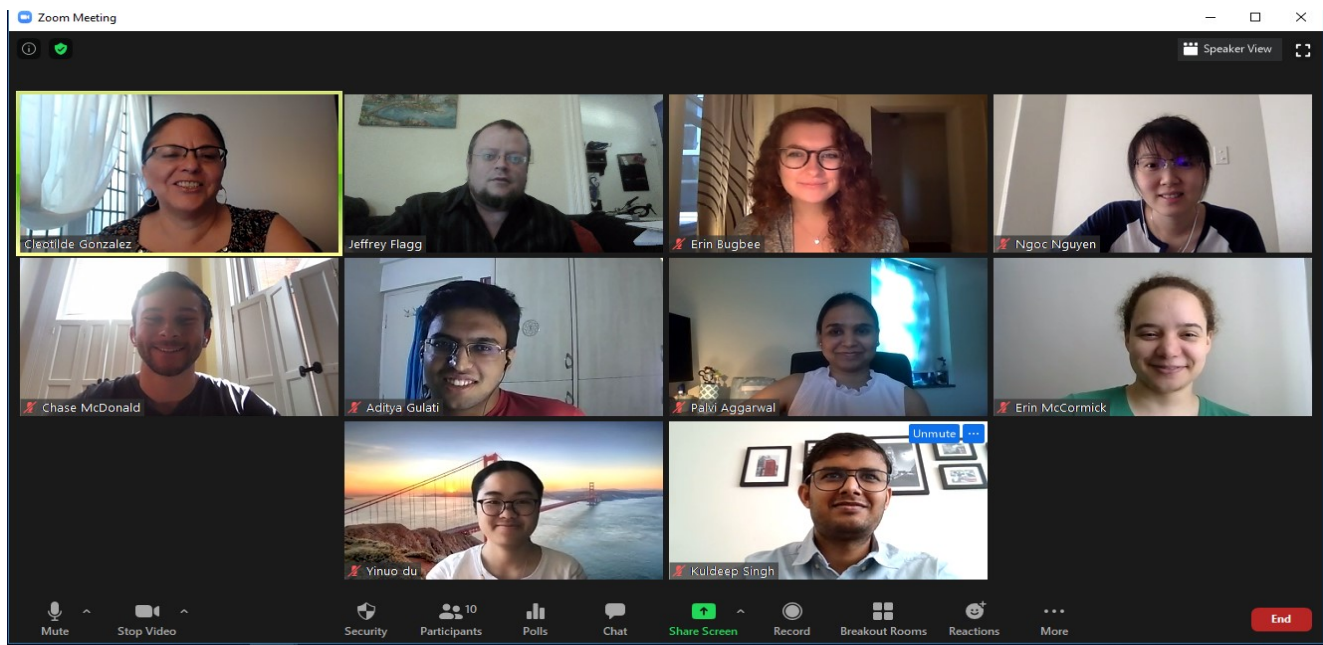 Zoom Meeting
Speaker View
Cleotilde Gonzalez
Jeffrey Flagg
Erin Bugbee
Ngoc Nguyen
Chase McDonald
Aditya Gulati
Palvi Aggarwal
Erin McCormick
Unmute ...
Yinuo du
Kuldeep Singh
10
Mute
Stop Video
Security
Participants
Polls
Chat
Share Screen
Record
Breakout Rooms
Reactions
More
End